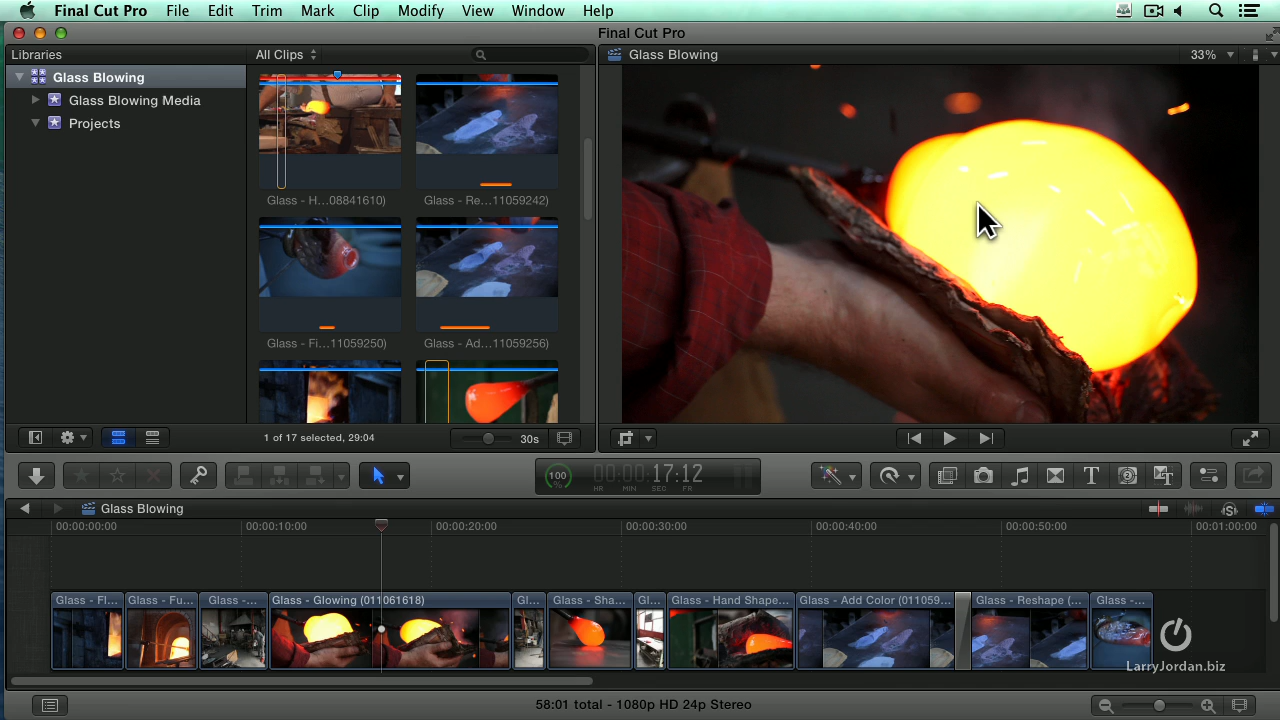 Final Cut Pro File Edit Trim Mark Clip Modify View Window Help
Final Cut Pro
Libraries
All Clips
Glass Blowing
33%
Glass Blowing
Glass Blowing Media
Projects
Glass - H...08841610)
Glass - Re...11059242)
Glass - Fi...11059250)
Glass - Ad...11059256)
1 of 17 selected, 29:04
30s
100
%
00:00:17:12
HR MIN SEC FR
Glass Blowing
00:00:00:00
00:00:10:00
00:00:20:00
00:00:30:00
00:00:40:00
00:00:50:00
00:01:00:00
Glass - Fl...
Glass - Fu...
Glass -...
Glass - Glowing (011061618)
Gl...
Glass - Sha...
Gl...
Glass - Hand Shape...
Glass - Add Color (011059...
Glass - Reshape (...
Glass -...
LarryJordan.biz
58:01 total - 1080p HD 24p Stereo